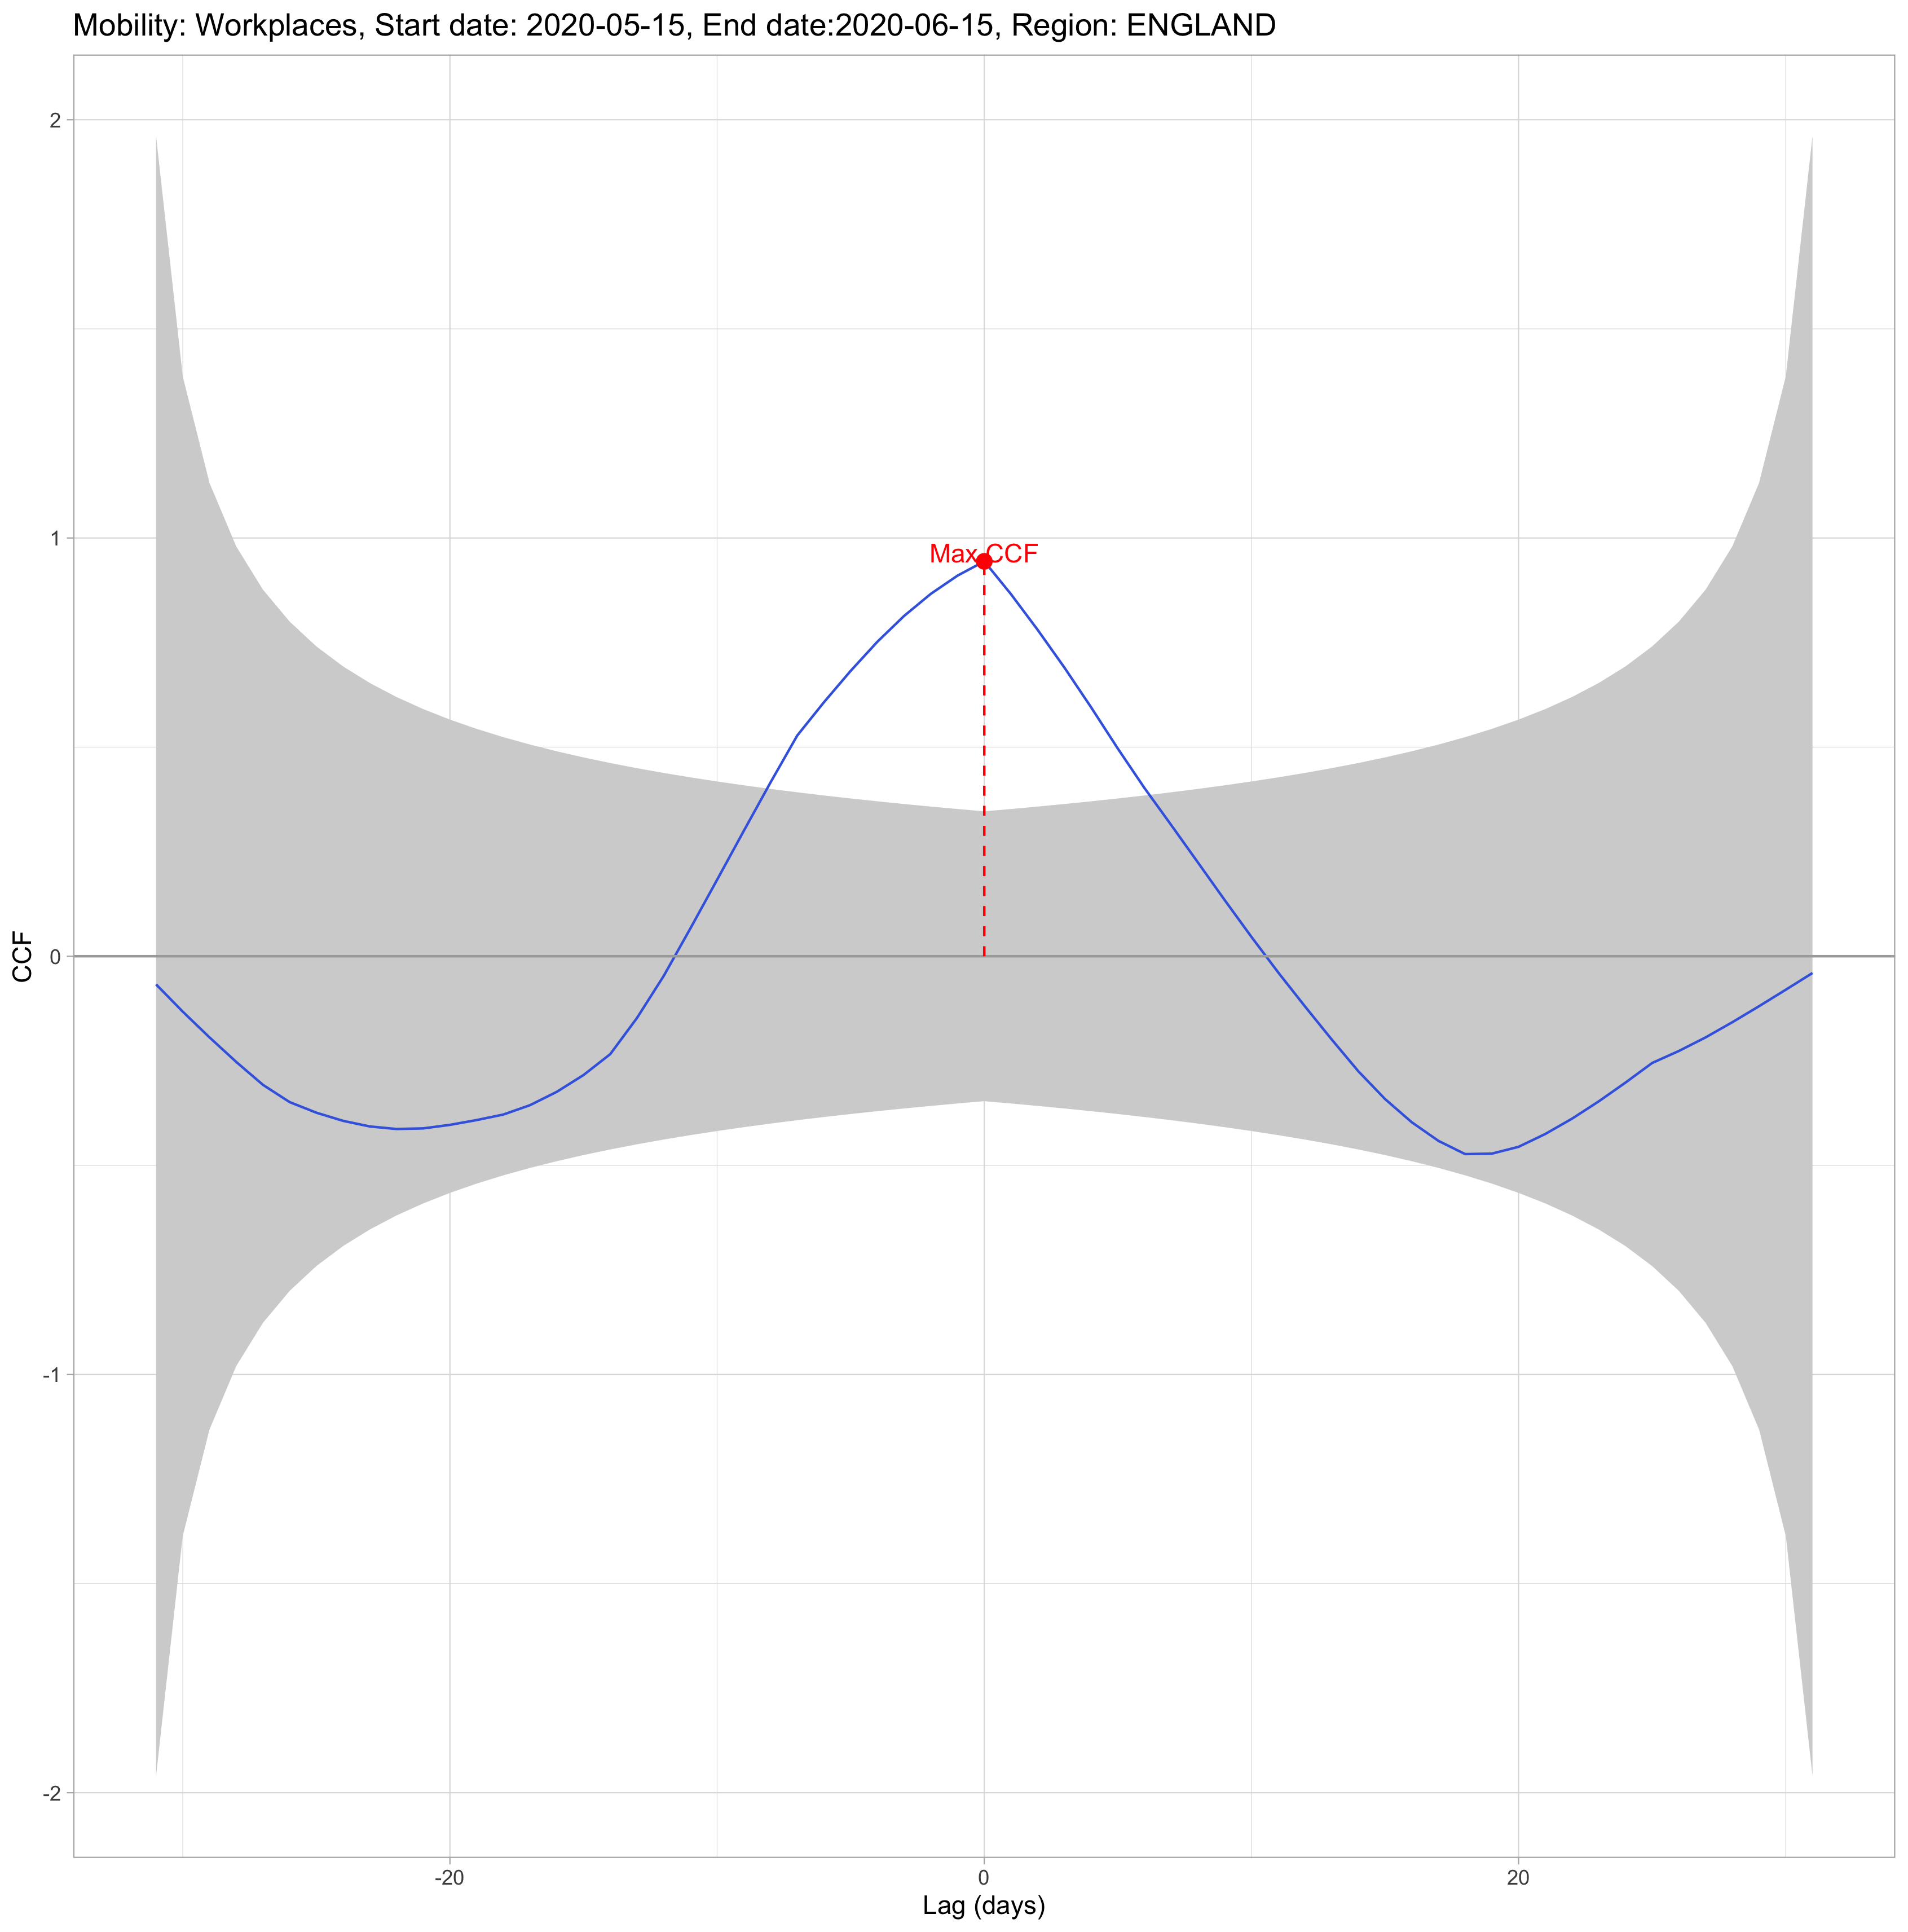 Mobility: Workplaces, Start date: 2020-05-15, End date:2020-06-15, Region: ENGLAND
2
1
Max CCF
CCF
0
-1
-2
-20
0
20
Lag (days)